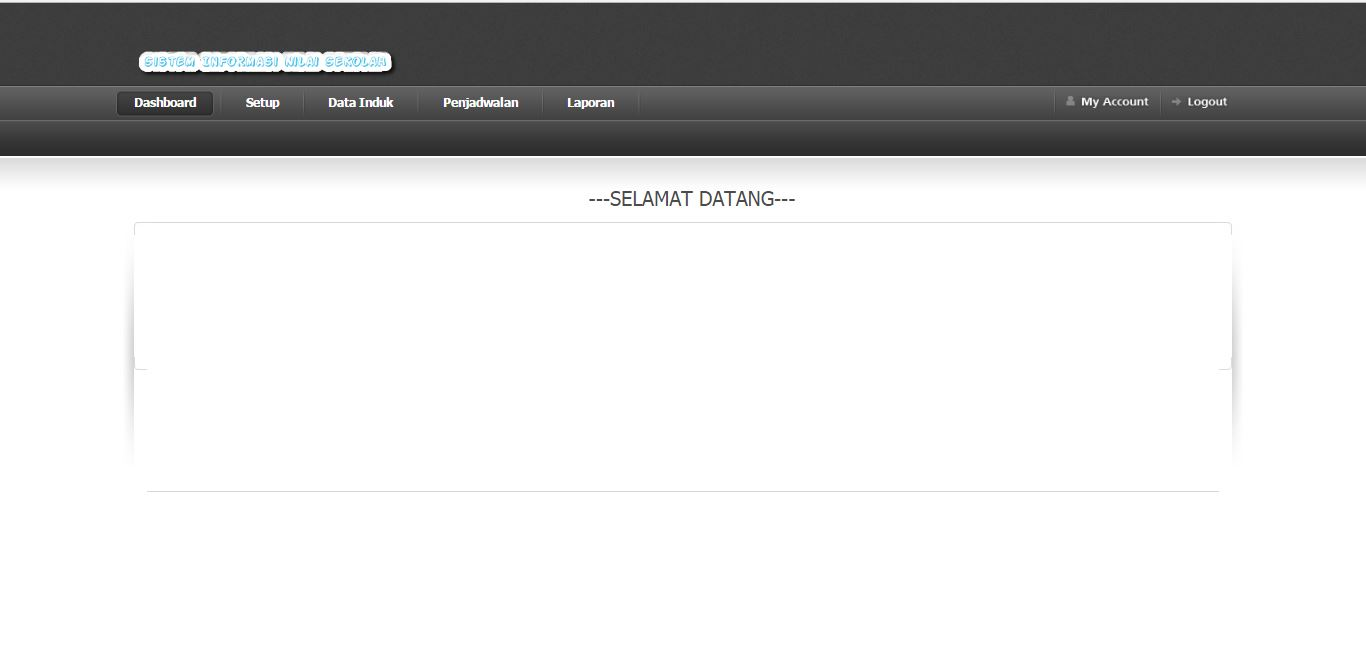 SISTEM INFORMASI NILAI SEKOLAH
Dashboard Setup Data Induk Penjadwalan Laporan My Account Logout
---SELAMAT DATANG---